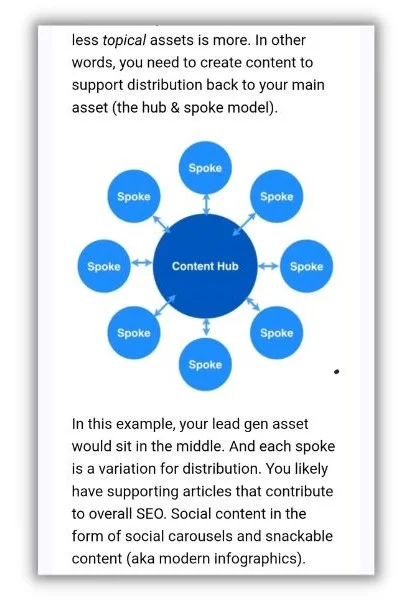 less topical assets is more. In other
words, you need to create content to
support distribution back to your main
asset (the hub & spoke model).
Spoke
Spoke
Spoke
Spoke
Content Hub
Spoke
Spoke
Spoke
Spoke
In this example, your lead gen asset
would sit in the middle. And each spoke
is a variation for distribution. You likely
have supporting articles that contribute
to overall SEO. Social content in the
form of social carousels and snackable
content (aka modern infographics).